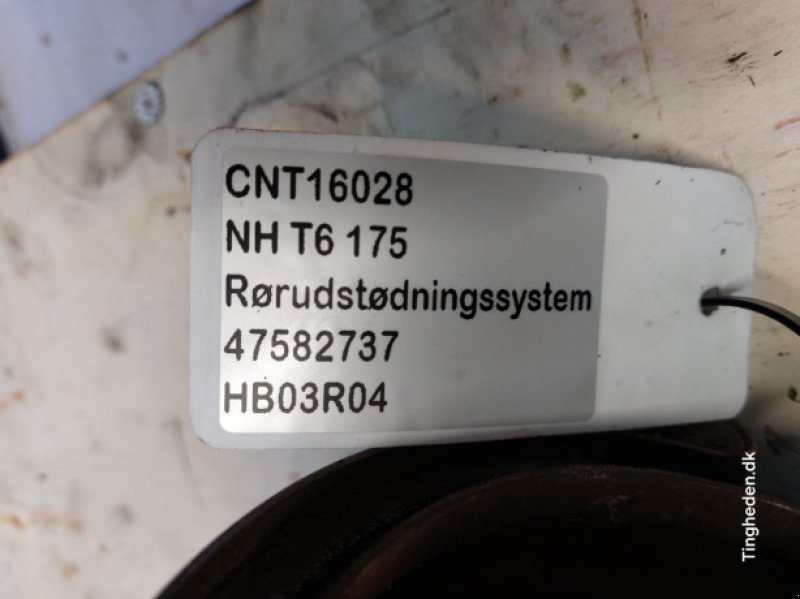 CNT16028
NH T6 175
Rørudstødningssystem
47582737
HB03R04
Tingheden.dk